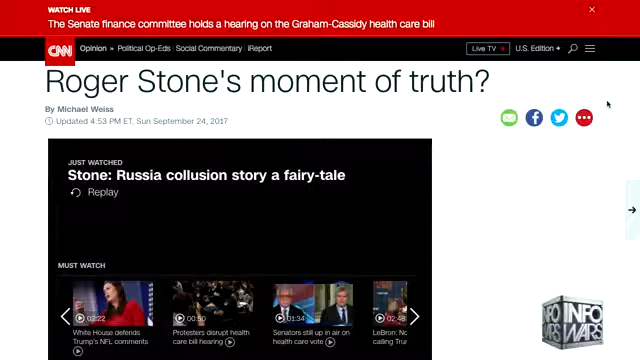 WATCH LIVE
The Senate finance committee holds a hearing on the Graham-Cassidy health care bill
CNN
Opinion » Political Op-Eds | Social Commentary | iReport
Live TV
U.S. Edition +
Roger Stone's moment of truth?
By Michael Weiss
Updated 4:53 PM ET, Sun September 24, 2017
JUST WATCHED
Stone: Russia collusion story a fairy-tale
Replay
MUST WATCH
02:22
00:50
01:34
02:48
White House defends
Trump's NFL comments
Protesters disrupt health
care bill hearing
Senators still up in air on
health care vote
LeBron: No
calling Trum
INFO
WARS
INFO
WARS